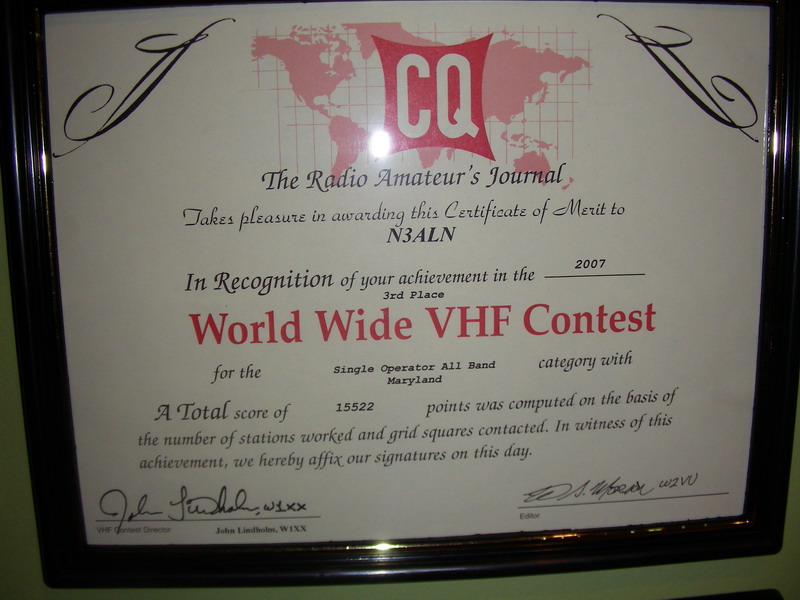 CQ
The Radio Amateur's Journal
Takes pleasure in awarding this Certificate of Merit to
N3ALN
In Recognition of your achievement in the 2007
3rd Place
World Wide VHF Contest
for the Single Operator All Band category with
Maryland
A Total score of 15522 points was computed on the basis of
the number of stations worked and grid squares contacted. In witness of this
achievement, we hereby affix our signatures on this day.
John Lindholm, W1XX
W2VU
VHF Contest Director John Lindholm, W1XX
Editor